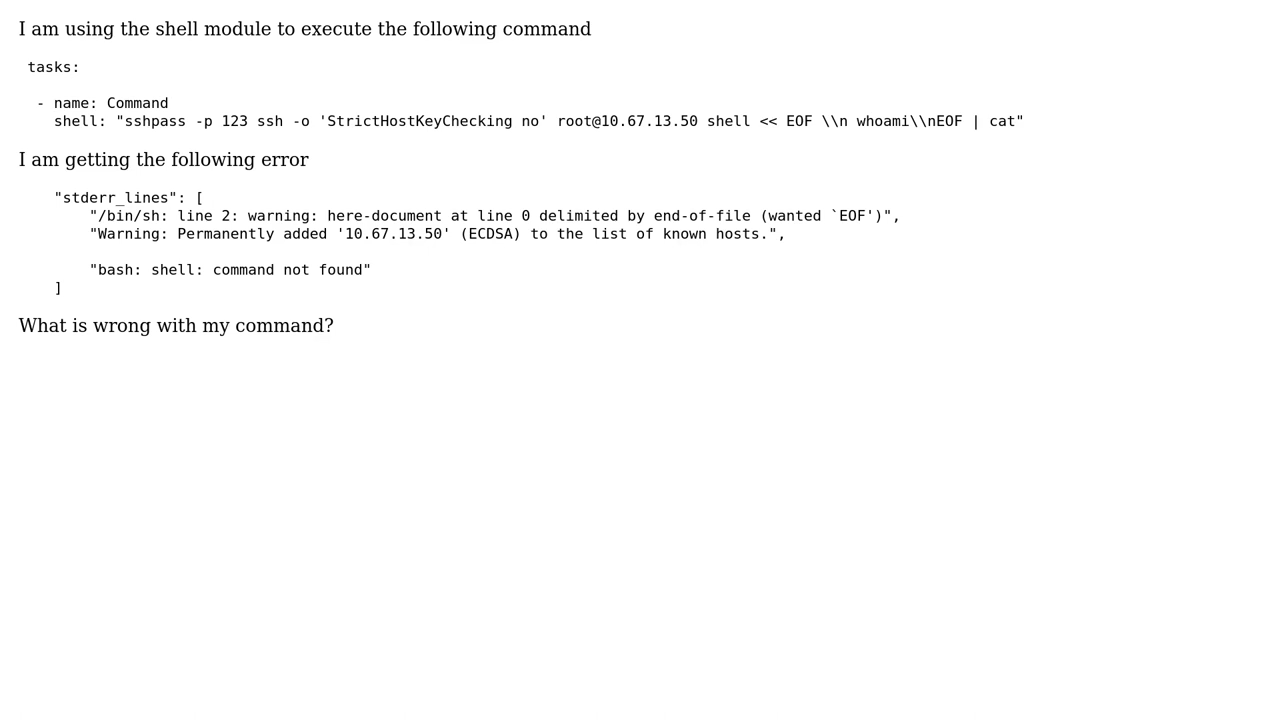 I am using the shell module to execute the following command
tasks:
- name: Command
shell: "sshpass -p 123 ssh -o 'StrictHostKeyChecking no' root@10.67.13.50 shell << EOF \\n whoami\\nEOF | cat"
I am getting the following error
"stderr_lines": [
"/bin/sh: line 2: warning: here-document at line 0 delimited by end-of-file (wanted `EOF')",
"Warning: Permanently added '10.67.13.50' (ECDSA) to the list of known hosts.",
"bash: shell: command not found"
]
What is wrong with my command?